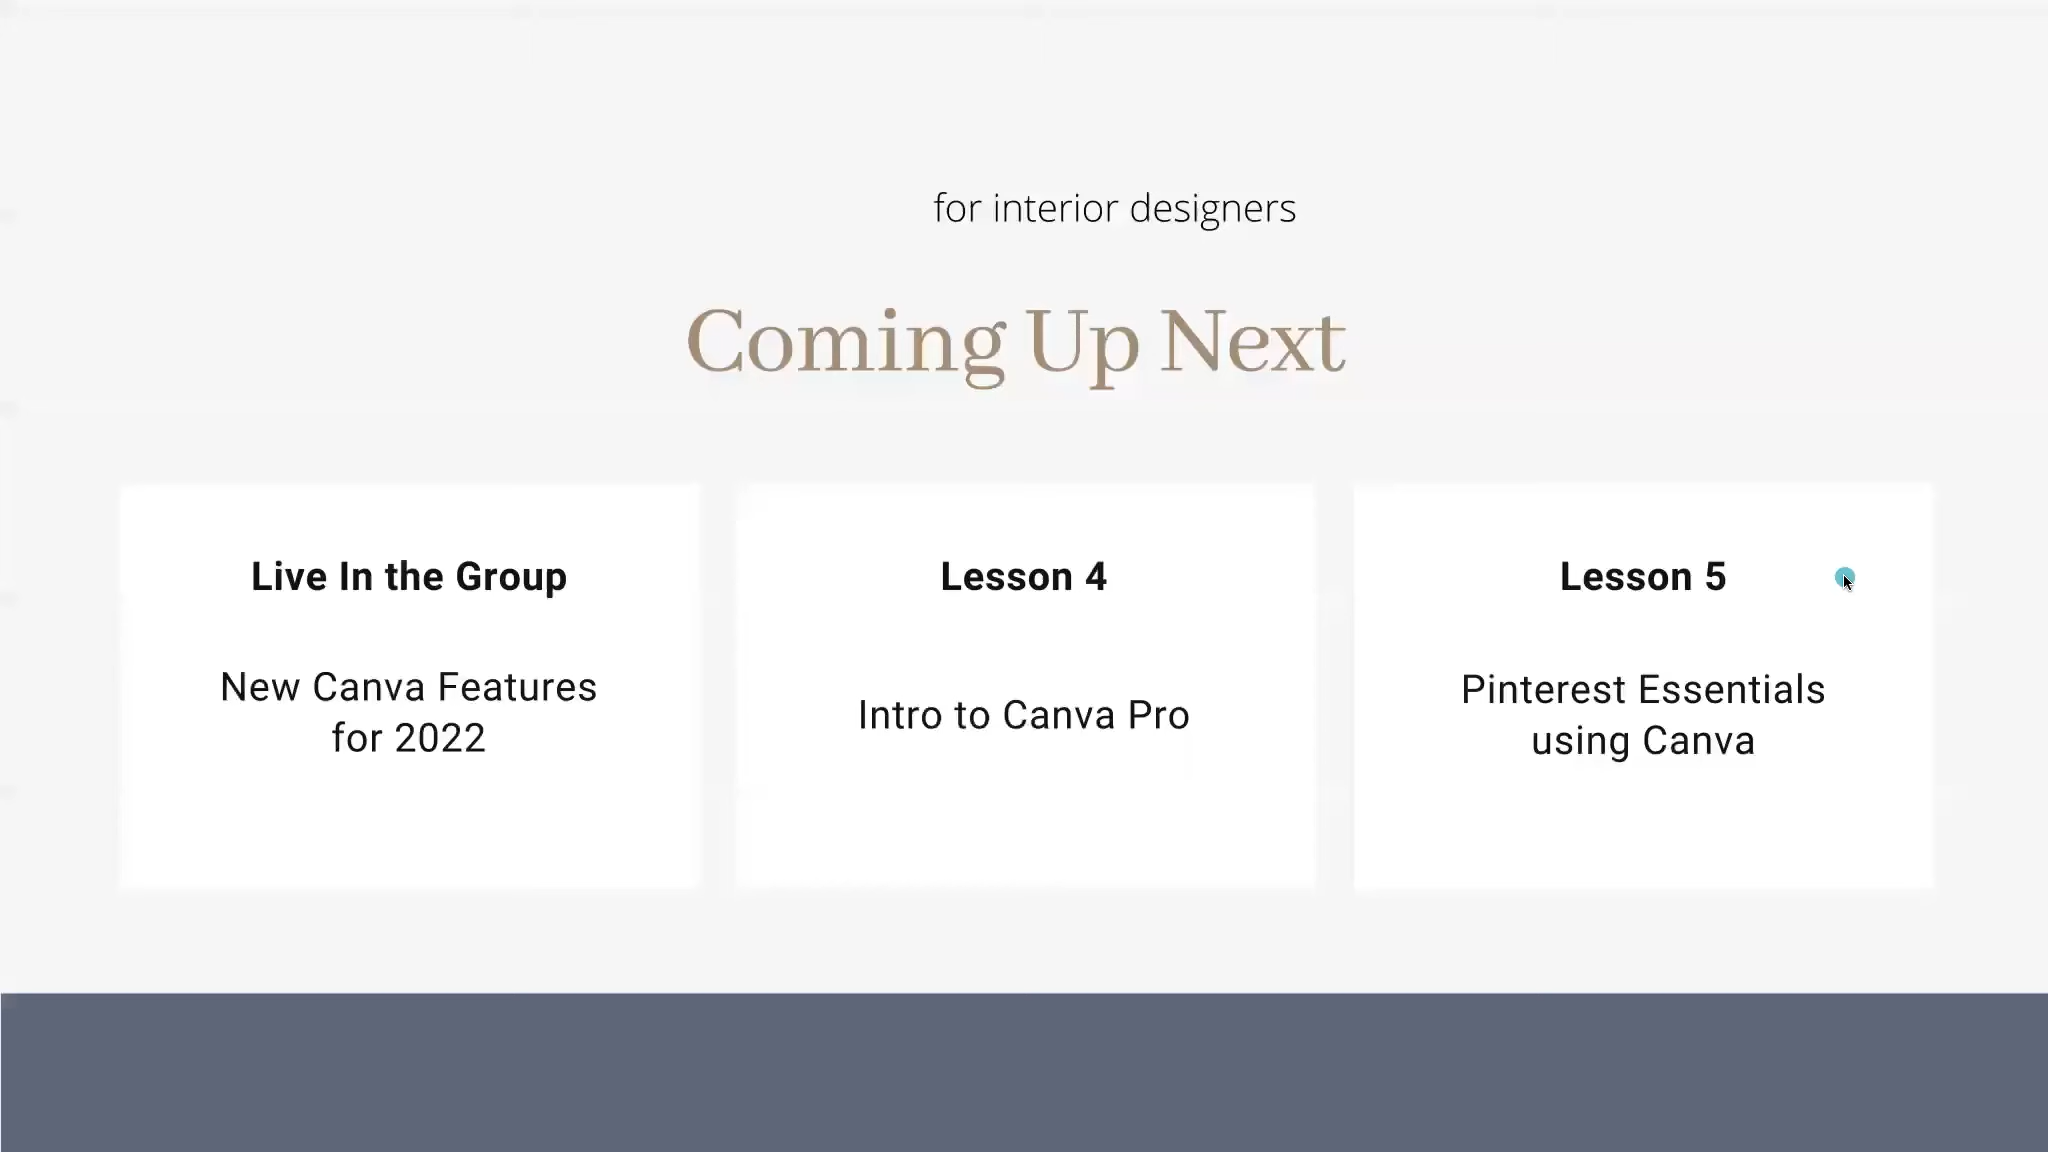 for interior designers
Coming Up Next
Live In the Group
New Canva Features
for 2022
Lesson 4
Intro to Canva Pro
Lesson 5
Pinterest Essentials
using Canva